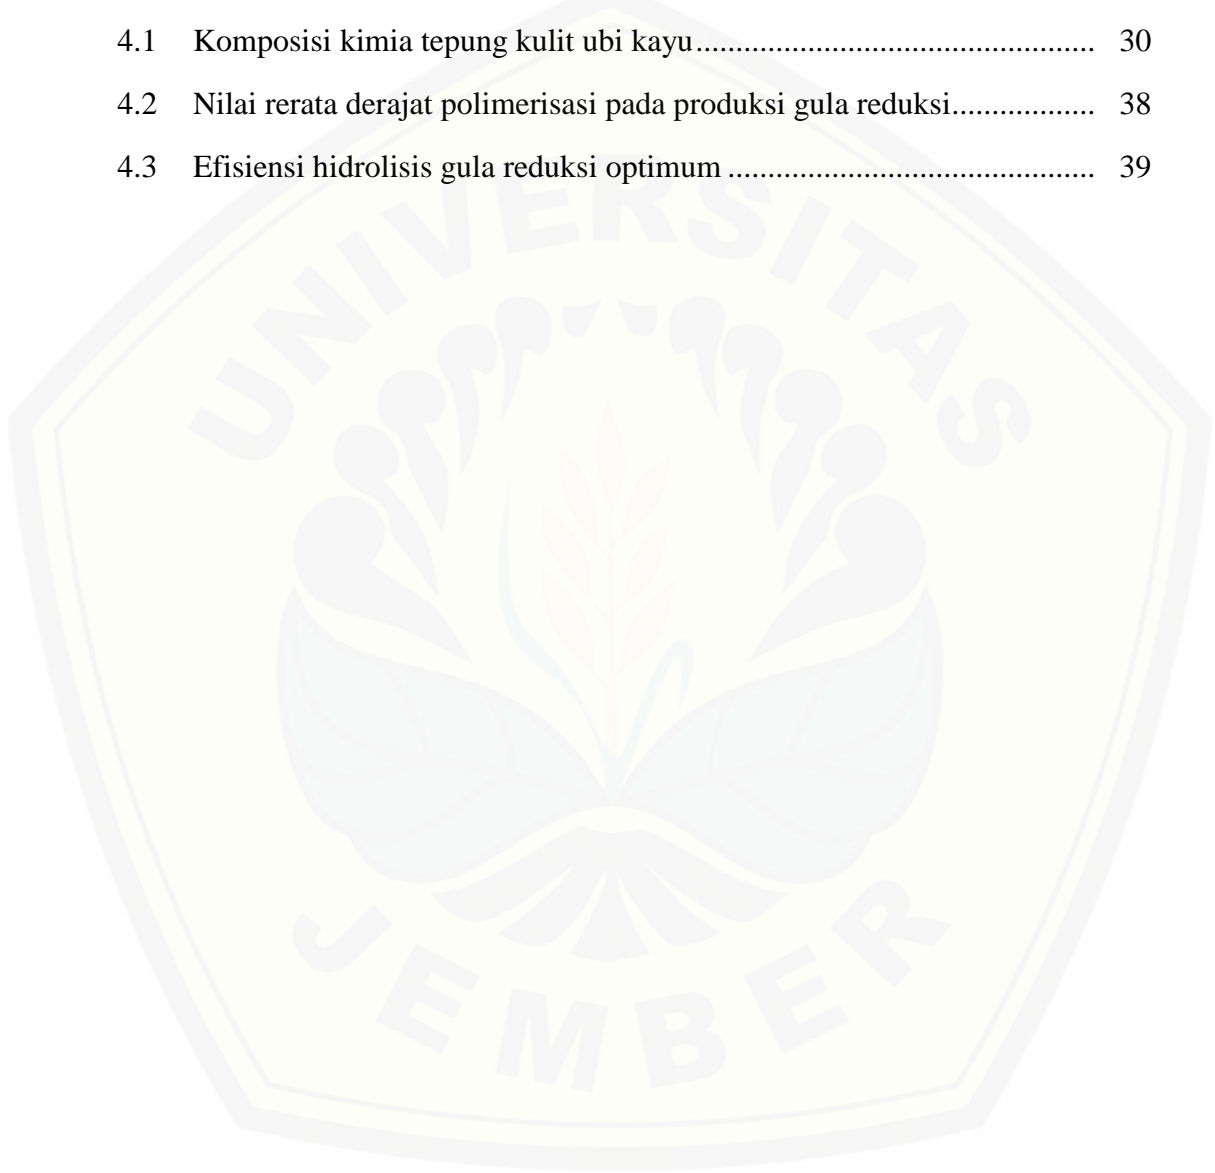 4.1 Komposisi kimia tepung kulit ubi kayu.................................................. 30
4.2 Nilai rerata derajat polimerisasi pada produksi gula reduksi................. 38
4.3 Efisiensi hidrolisis gula reduksi optimum .............................................. 39
UNIVERSITAS
JEMBER